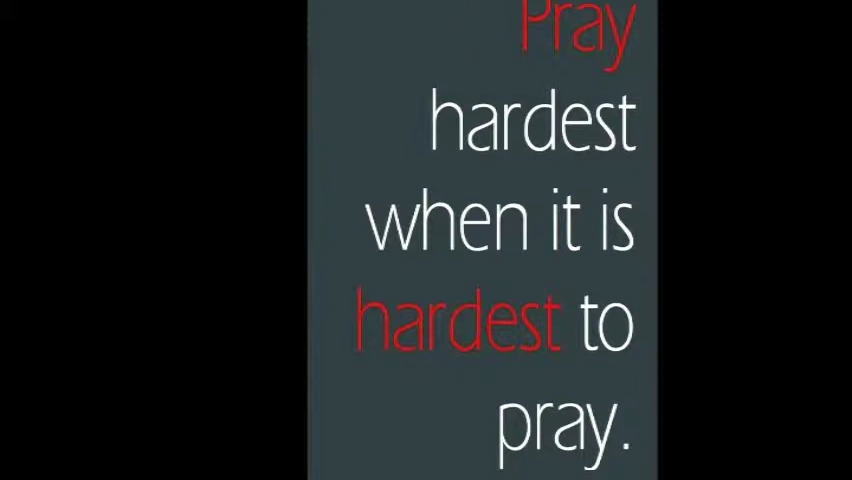 Pray
hardest
when it is
hardest to
pray.